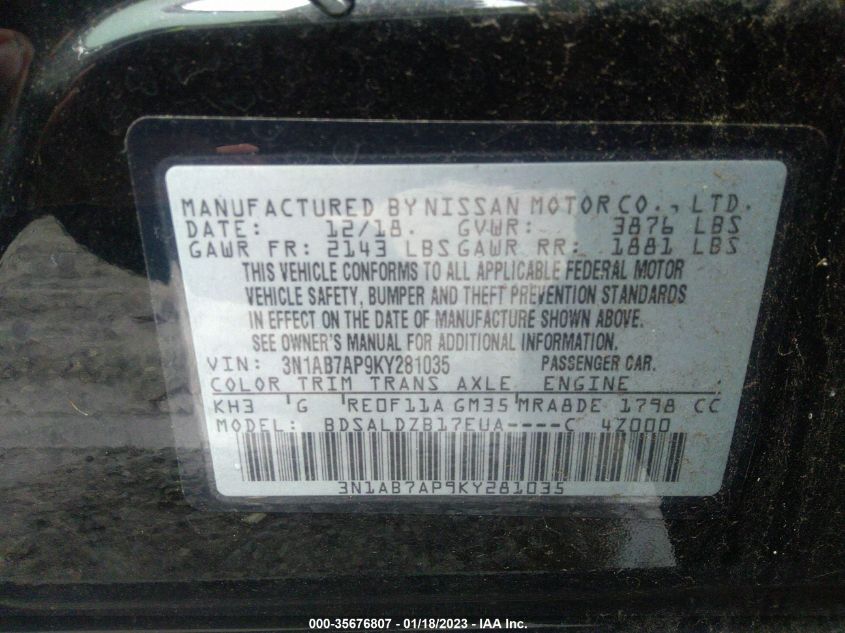 MANUFACTURED BY NISSAN MOTOR CO., LTD.
DATE: 12/18. GVWR: 3876 LBS
GAWR FR: 2143 LBS GAWR RR: 1881 LBS
THIS VEHICLE CONFORMS TO ALL APPLICABLE FEDERAL MOTOR
VEHICLE SAFETY, BUMPER AND THEFT PREVENTION STANDARDS
IN EFFECT ON THE DATE OF MANUFACTURE SHOWN ABOVE.
SEE OWNER'S MANUAL FOR ADDITIONAL INFORMATION.
VIN: 3N1AB7AP9KY281035 PASSENGER CAR.
COLOR TRIM TRANS AXLE ENGINE
KH3 G RE0F11A GM35 MRA8DE 1798 CC
MODEL: BDSALDZB17EUA----C 4Z000
3N1AB7AP9KY281035
000-35676807 - 01/18/2023 - IAA Inc.